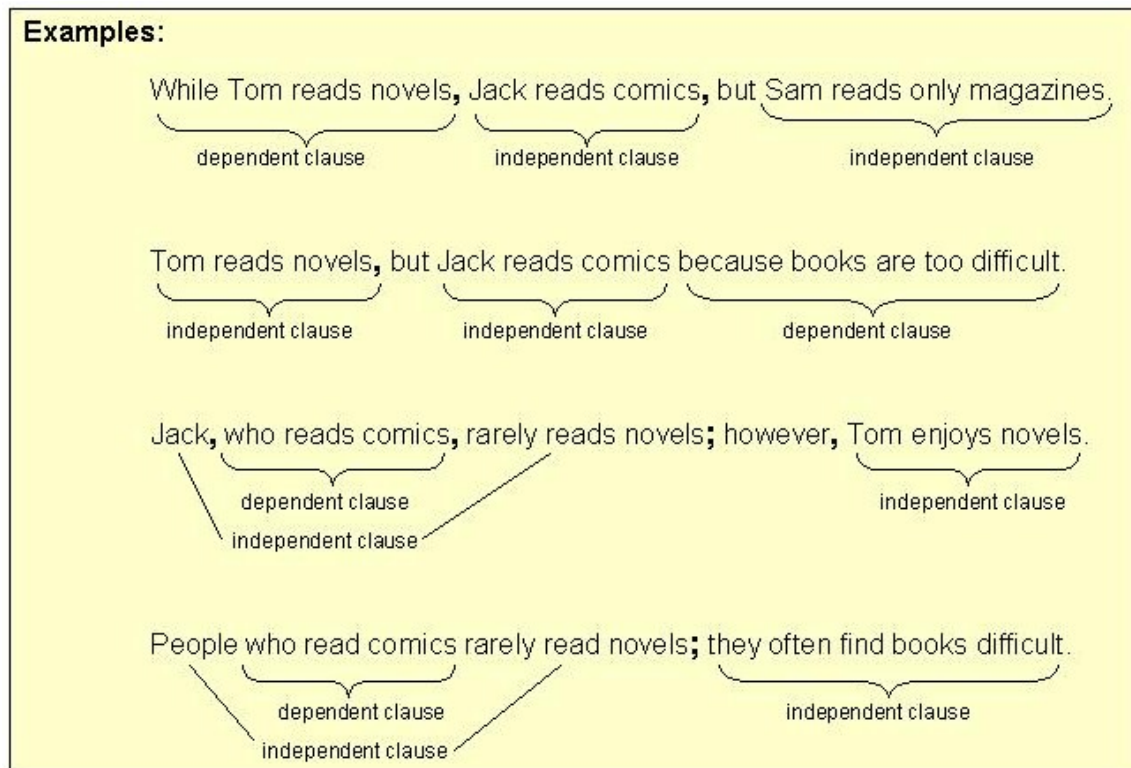 Examples:
While Tom reads novels, Jack reads comics, but Sam reads only magazines.
dependent clause independent clause independent clause
Tom reads novels, but Jack reads comics because books are too difficult.
independent clause independent clause dependent clause
Jack, who reads comics, rarely reads novels; however, Tom enjoys novels.
dependent clause independent clause
independent clause
People who read comics rarely read novels; they often find books difficult.
dependent clause independent clause
independent clause